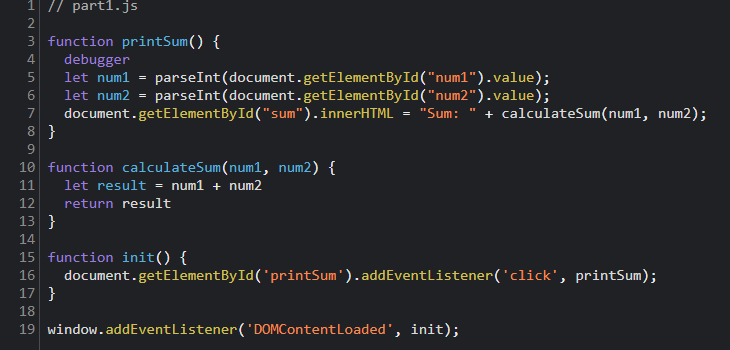 1 // part1.js
2
3 function printSum() {
4   debugger
5   let num1 = parseInt(document.getElementById("num1").value);
6   let num2 = parseInt(document.getElementById("num2").value);
7   document.getElementById("sum").innerHTML = "Sum: " + calculateSum(num1, num2);
8 }
9
10 function calculateSum(num1, num2) {
11   let result = num1 + num2
12   return result
13 }
14
15 function init() {
16   document.getElementById('printSum').addEventListener('click', printSum);
17 }
18
19 window.addEventListener('DOMContentLoaded', init);